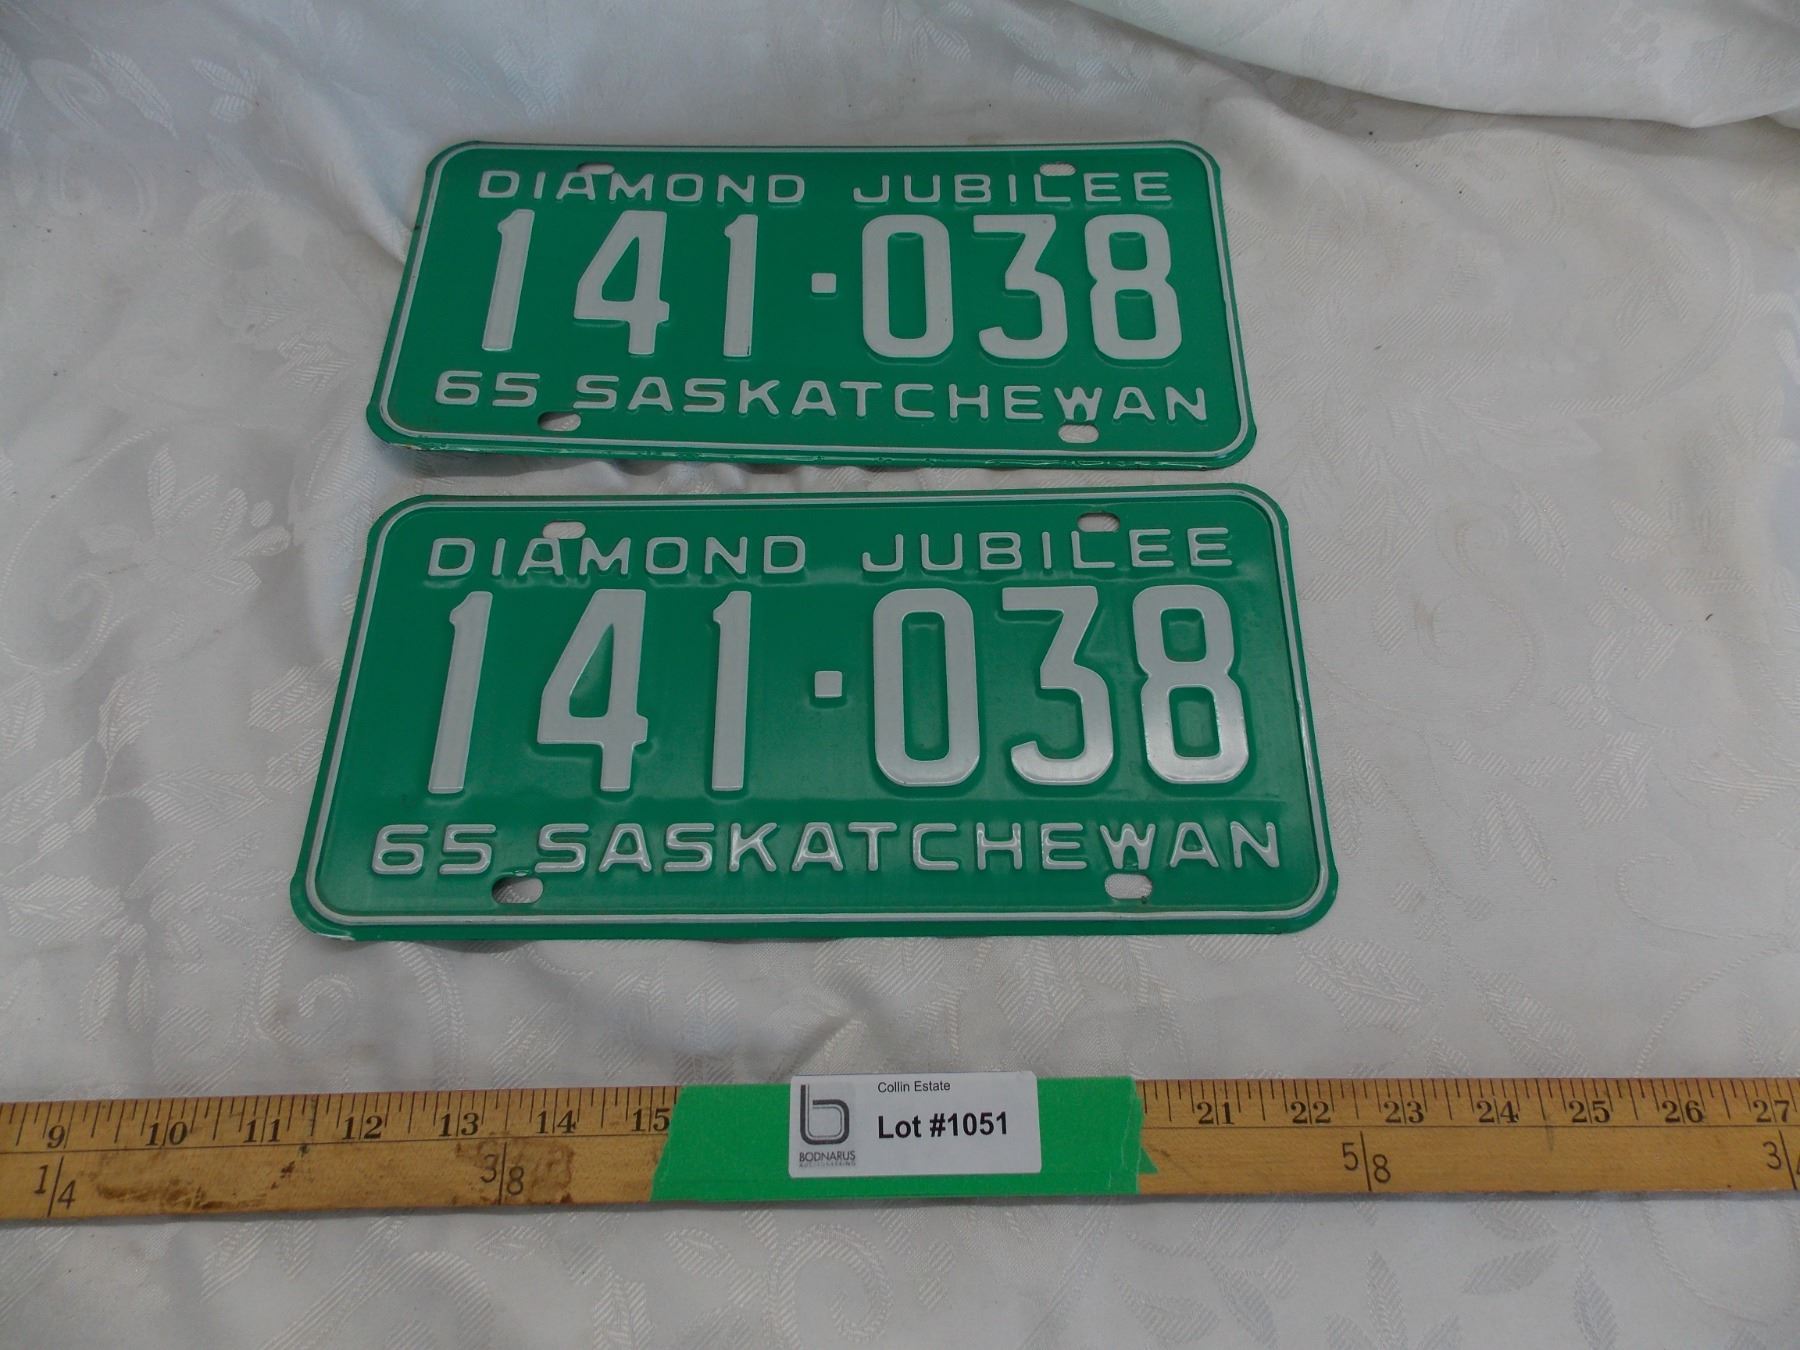 DIAMOND JUBILEE
141·038
65 SASKATCHEWAN
DIAMOND JUBILEE
141·038
65 SASKATCHEWAN
Collin Estate
Lot #1051
BODNARUS
AUCTIONEERING
9 10 11 12 13 14 15 21 22 23 24 25 26 27
1/4 3/8 5/8 3/